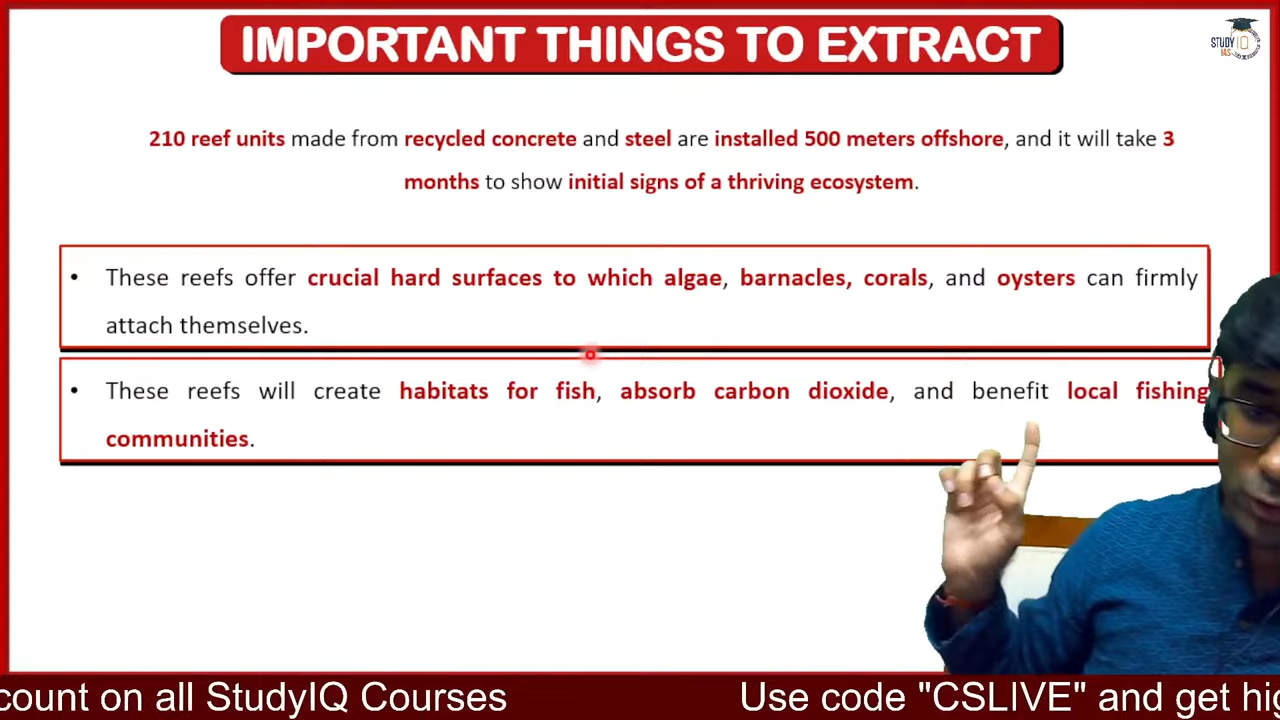 IMPORTANT THINGS TO EXTRACT
STUDY IQ
IAS
210 reef units made from recycled concrete and steel are installed 500 meters offshore, and it will take 3
months to show initial signs of a thriving ecosystem.
• These reefs offer crucial hard surfaces to which algae, barnacles, corals, and oysters can firmly
attach themselves.
• These reefs will create habitats for fish, absorb carbon dioxide, and benefit local fishing
communities.
count on all StudyIQ Courses
Use code "CSLIVE" and get hig